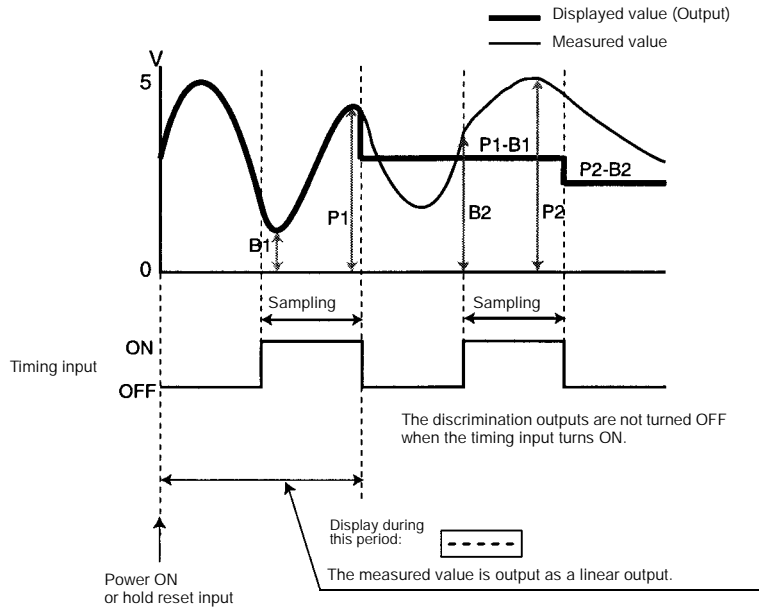 Displayed value (Output)
Measured value
V
5
P1-B1
P2-B2
P1
B2
P2
B1
0
Sampling
Sampling
ON
Timing input
OFF
The discrimination outputs are not turned OFF
when the timing input turns ON.
Display during
this period:
-----
The measured value is output as a linear output.
Power ON
or hold reset input